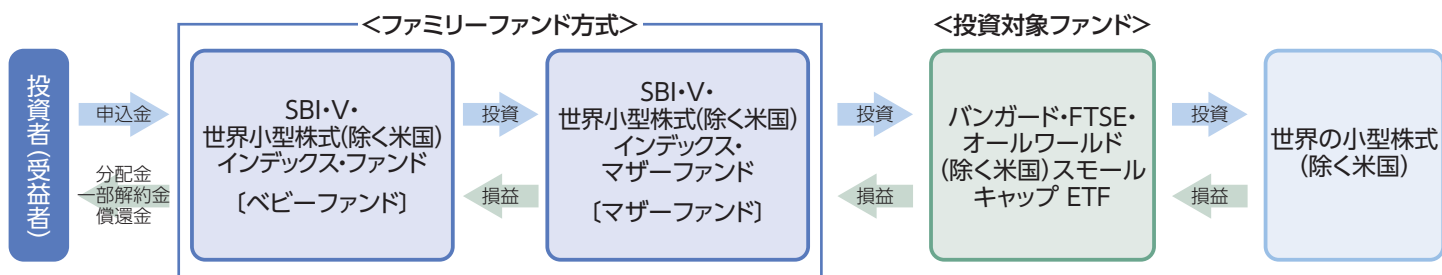 <ファミリーファンド方式>
<投資対象ファンド>
投資者(受益者)
申込金
分配金
一部解約金
償還金
SBI・V・
世界小型株式(除く米国)
インデックス・ファンド
〔ベビーファンド〕
投資
損益
SBI・V・
世界小型株式(除く米国)
インデックス・
マザーファンド
〔マザーファンド〕
投資
損益
バンガード・FTSE・
オールワールド
(除く米国)スモール
キャップ ETF
投資
損益
世界の小型株式
(除く米国)